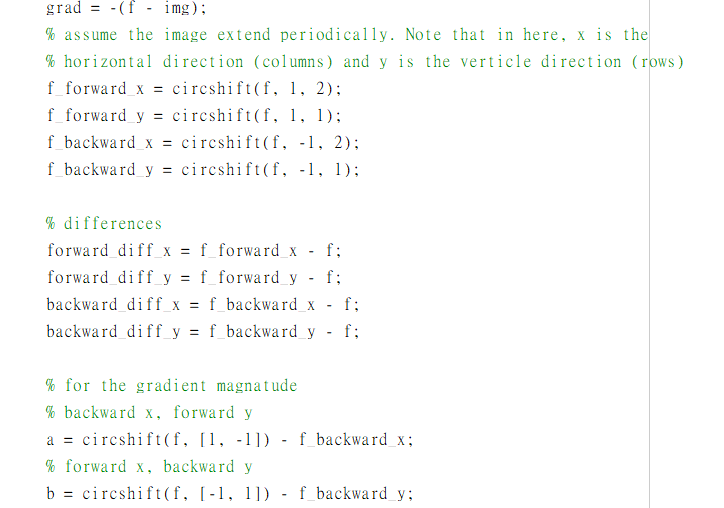 grad = -(f - img);
% assume the image extend periodically. Note that in here, x is the
% horizontal direction (columns) and y is the verticle direction (rows)
f_forward_x = circshift(f, 1, 2);
f_forward_y = circshift(f, 1, 1);
f_backward_x = circshift(f, -1, 2);
f_backward_y = circshift(f, -1, 1);
% differences
forward_diff_x = f_forward_x - f;
forward_diff_y = f_forward_y - f;
backward_diff_x = f_backward_x - f;
backward_diff_y = f_backward_y - f;
% for the gradient magnatude
% backward x, forward y
a = circshift(f, [1, -1]) - f_backward_x;
% forward x, backward y
b = circshift(f, [-1, 1]) - f_backward_y;